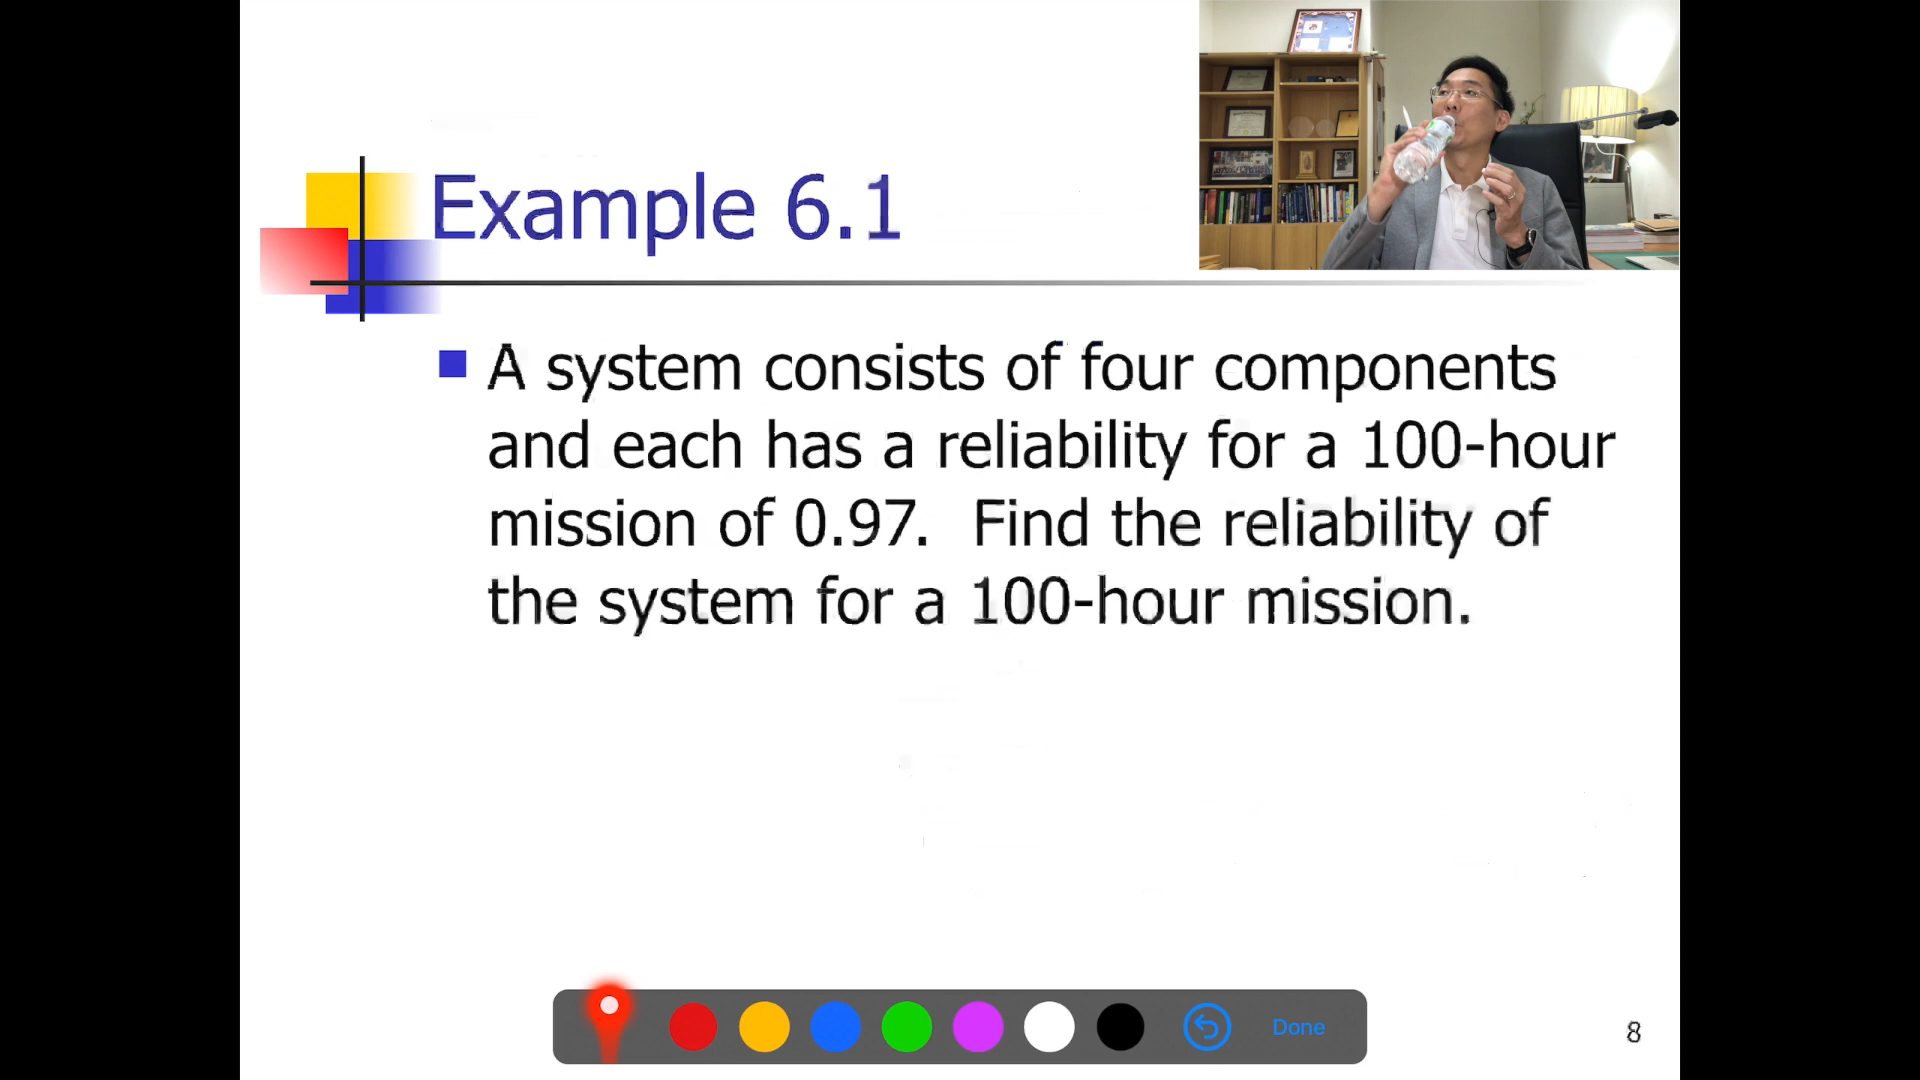 Example 6.1
A system consists of four components
and each has a reliability for a 100-hour
mission of 0.97. Find the reliability of
the system for a 100-hour mission.
Done
8